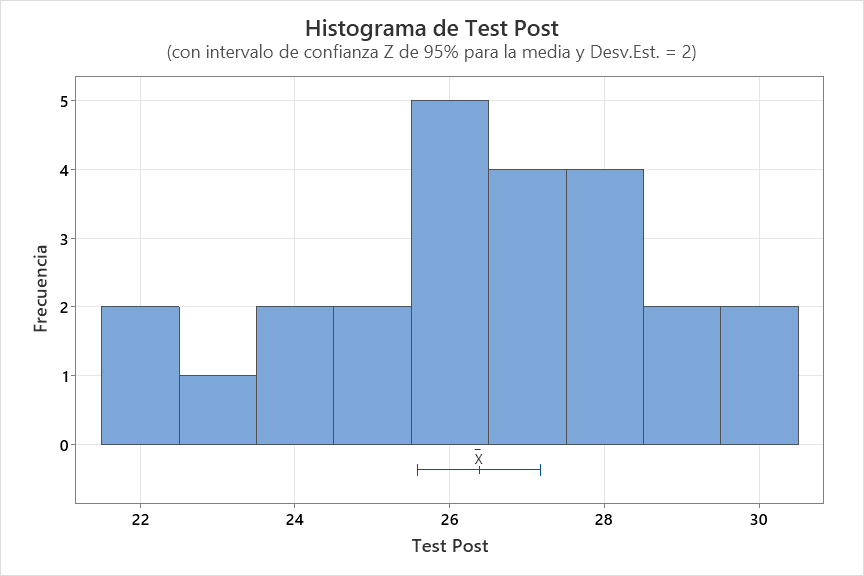 Histograma de Test Post
(con intervalo de confianza Z de 95% para la media y Desv.Est. = 2)
Frecuencia
5
4
3
2
1
0
X̄
22 24 26 28 30
Test Post